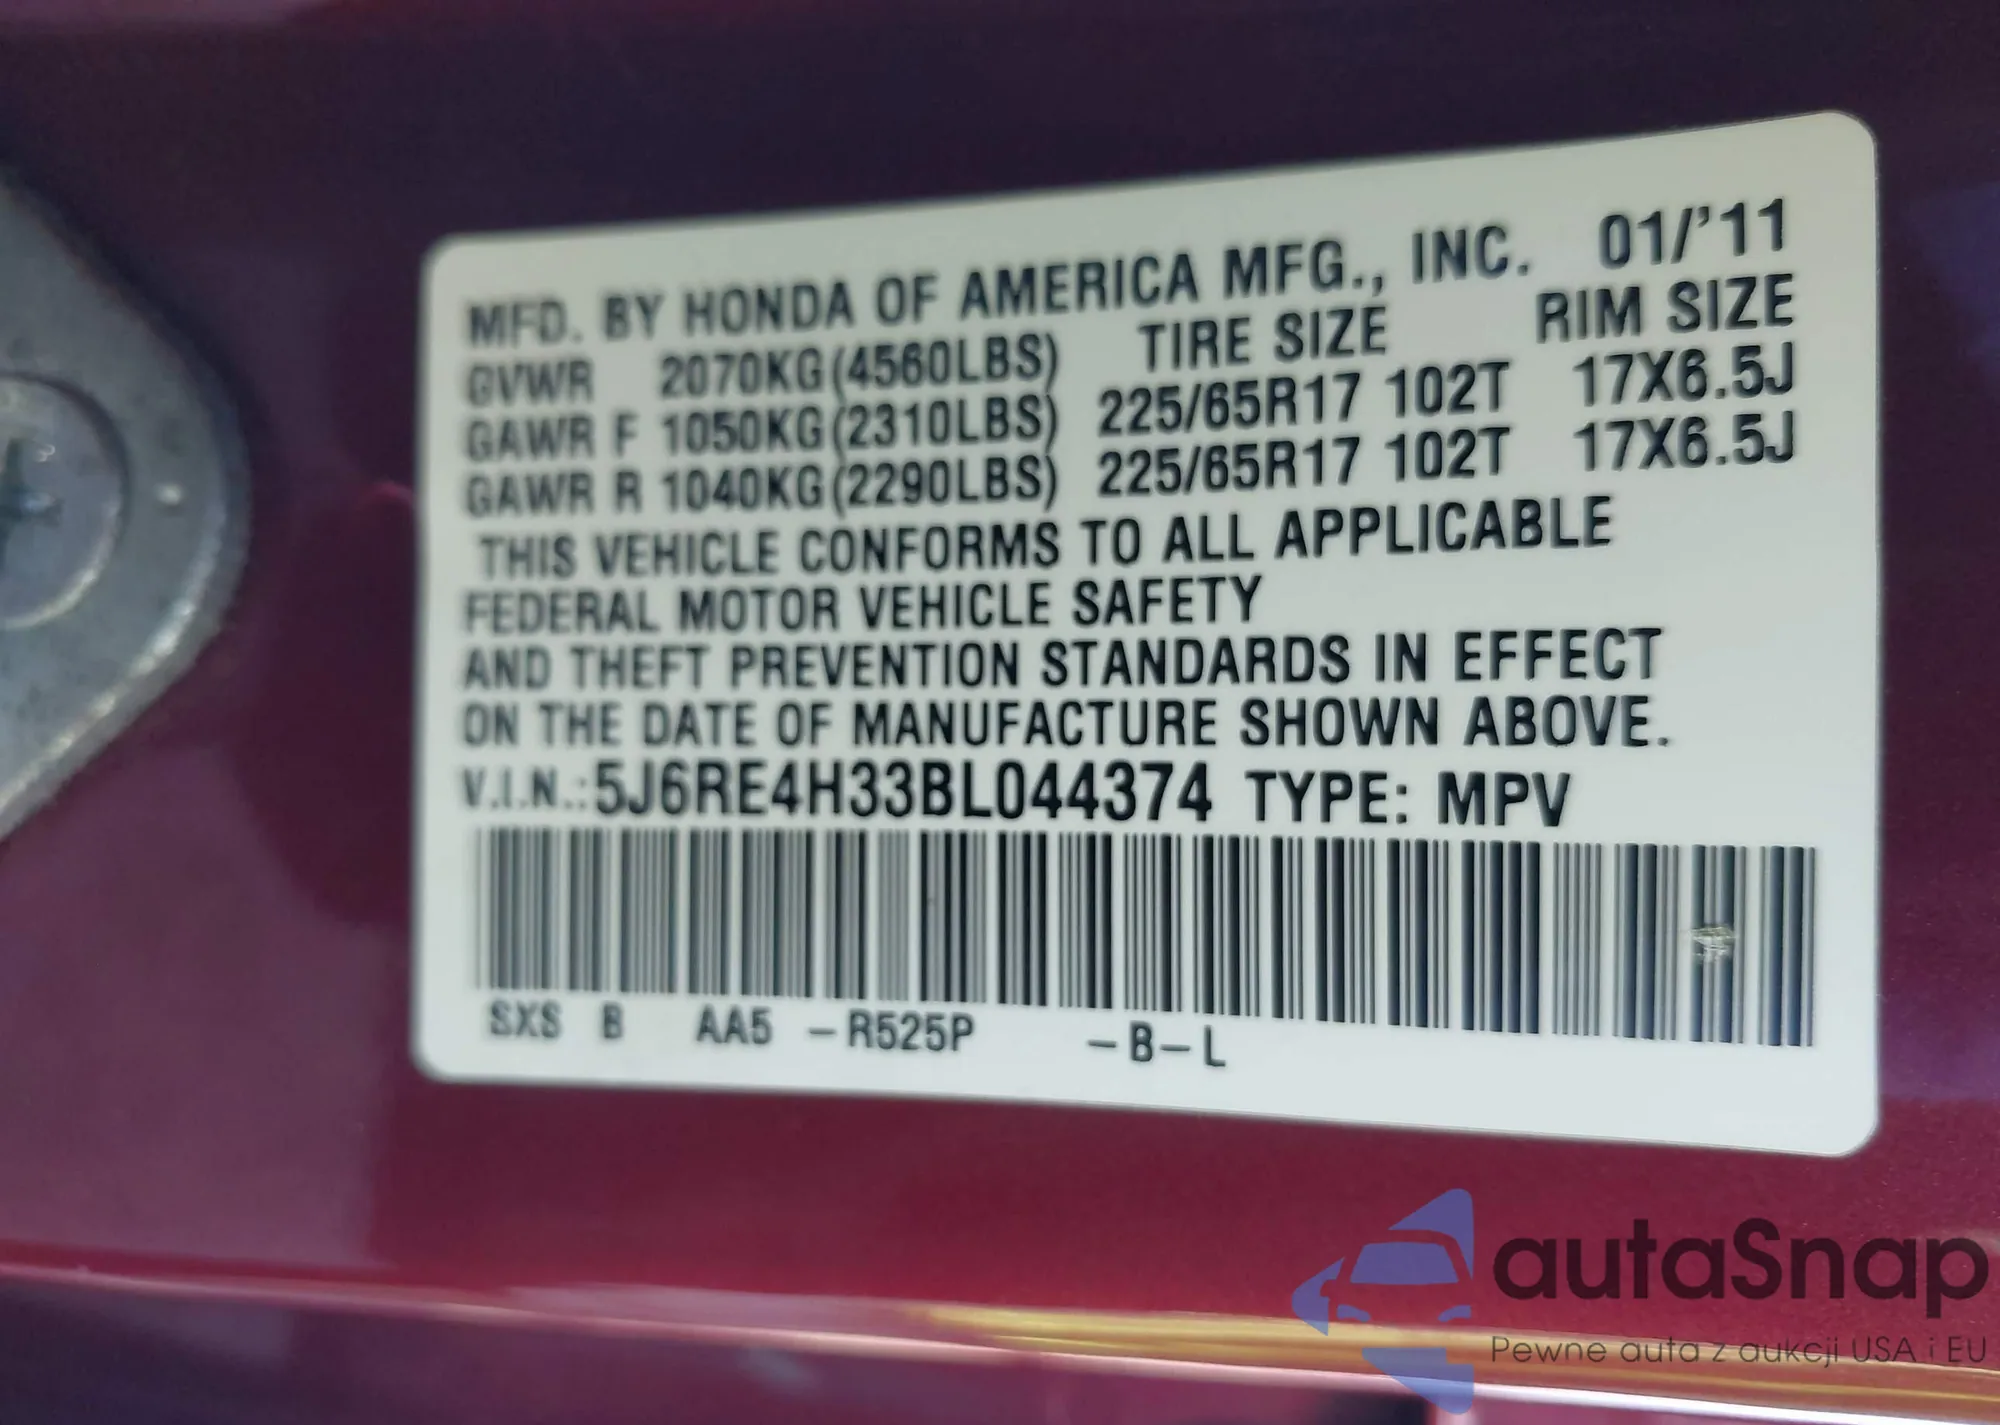 MFD. BY HONDA OF AMERICA MFG., INC. 01/'11
GVWR 2070KG(4560LBS) TIRE SIZE RIM SIZE
GAWR F 1050KG(2310LBS) 225/65R17 102T 17X6.5J
GAWR R 1040KG(2290LBS) 225/65R17 102T 17X6.5J
THIS VEHICLE CONFORMS TO ALL APPLICABLE
FEDERAL MOTOR VEHICLE SAFETY
AND THEFT PREVENTION STANDARDS IN EFFECT
ON THE DATE OF MANUFACTURE SHOWN ABOVE.
V.I.N.:5J6RE4H33BL044374 TYPE: MPV
SXS B AA5 –R525P –B–L
autaSnap
Pewne auta z aukcji USA i EU